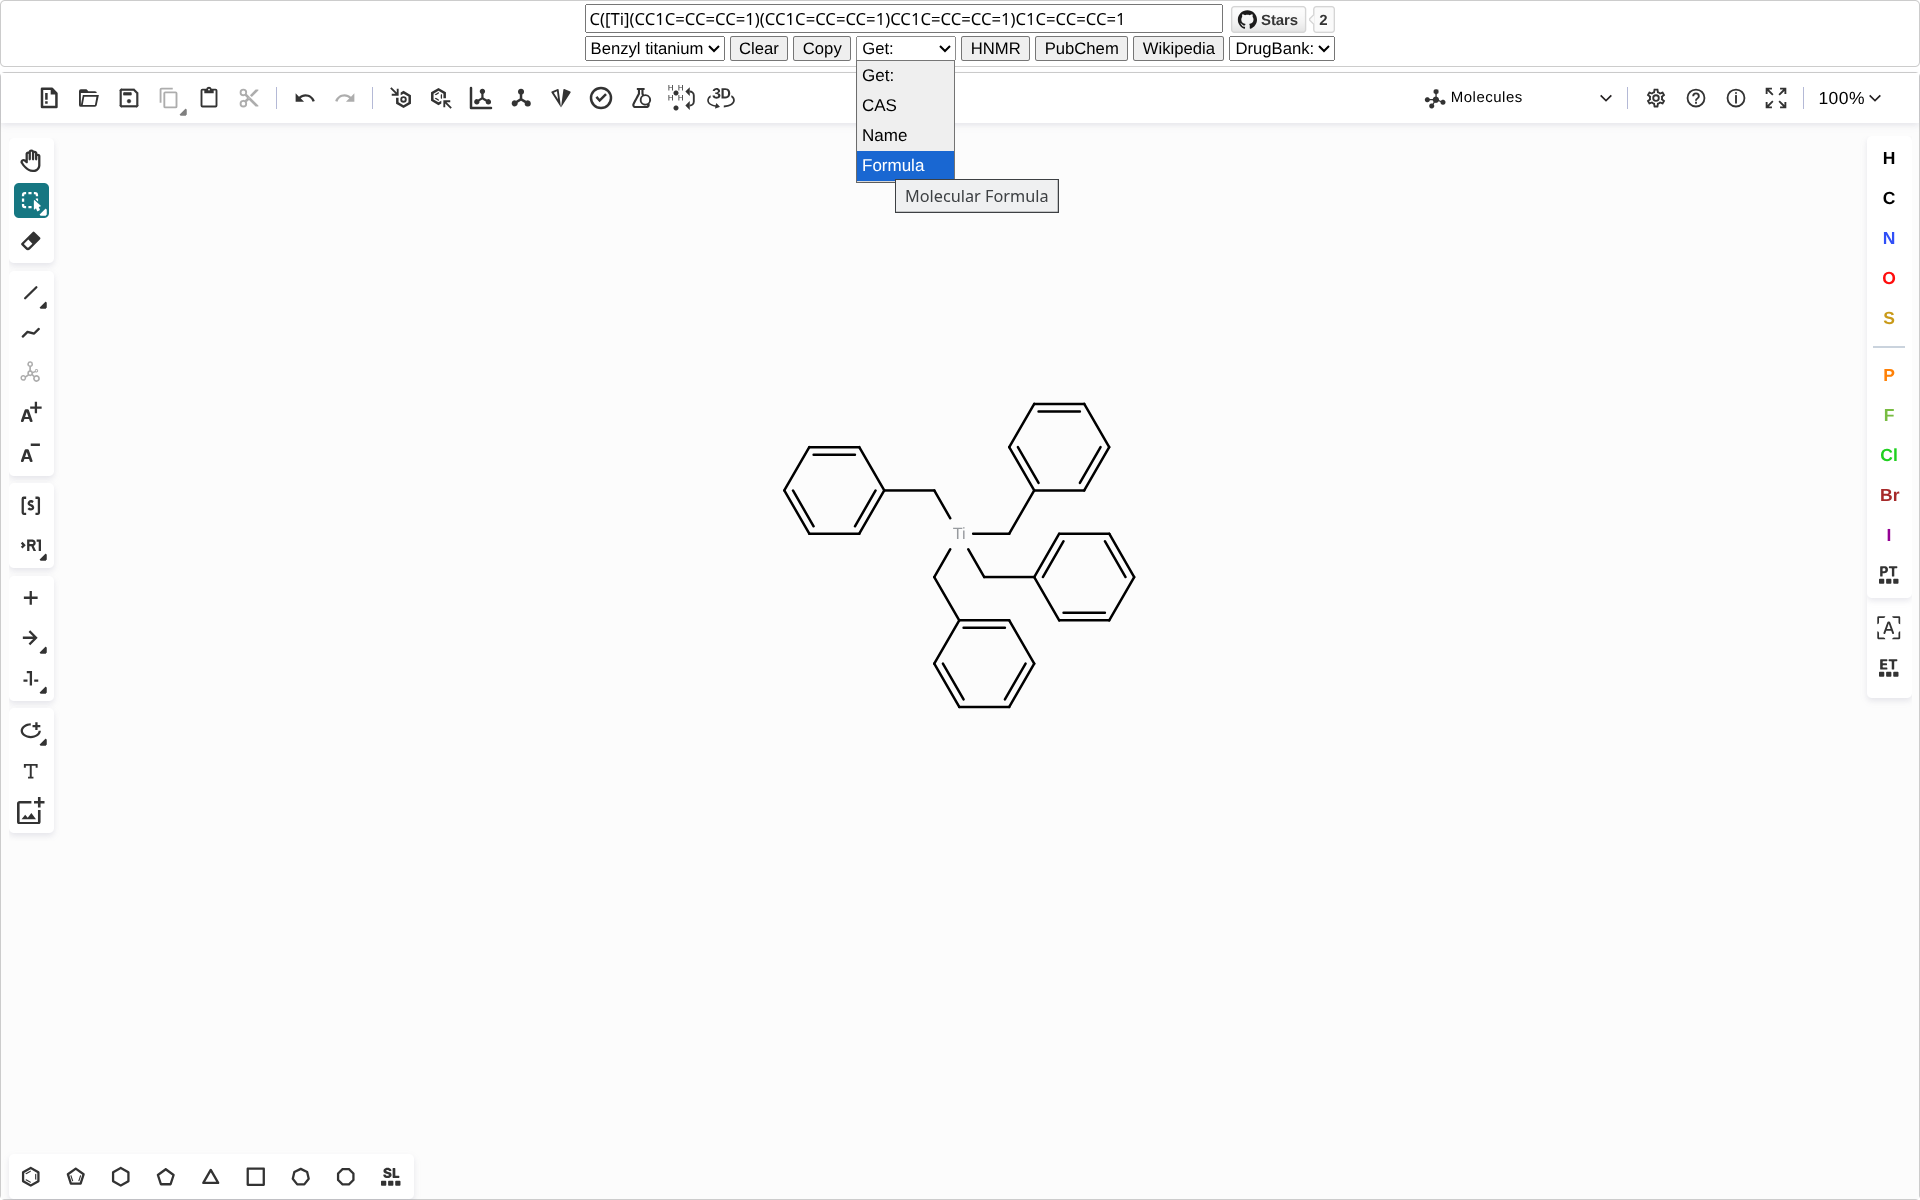 C([Ti](CC1C=CC=CC=1)(CC1C=CC=CC=1)CC1C=CC=CC=1)C1C=CC=CC=1
Stars 2
Benzyl titanium Clear Copy Get: HNMR PubChem Wikipedia DrugBank:
Get:
CAS
Name
Formula
Molecular Formula
H H
H H
3D
Molecules
100%
A+
A-
[s]
R1
-1-
T
Ti
H
C
N
O
S
P
F
Cl
Br
I
PT
A
ET
SL